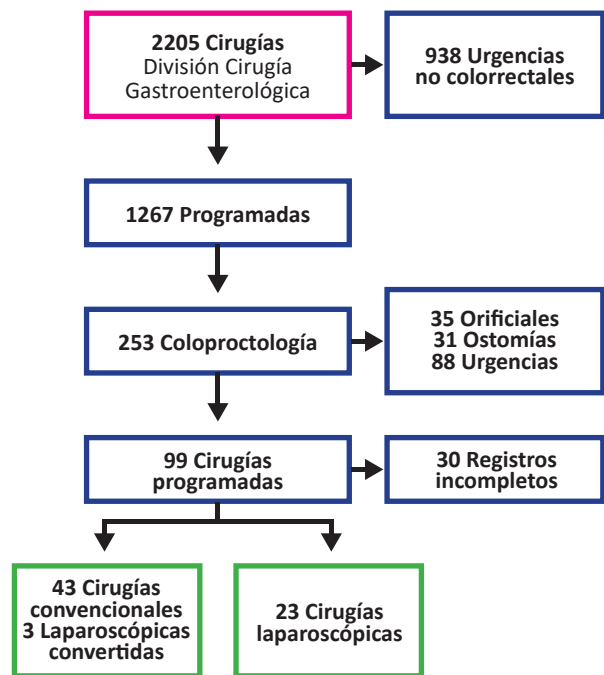 2205 Cirugías
División Cirugía
Gastroenterológica
938 Urgencias
no colorrectales
1267 Programadas
253 Coloproctología
35 Orificiales
31 Ostomías
88 Urgencias
99 Cirugías
programadas
30 Registros
incompletos
43 Cirugías
convencionales
3 Laparoscópicas
convertidas
23 Cirugías
laparoscópicas